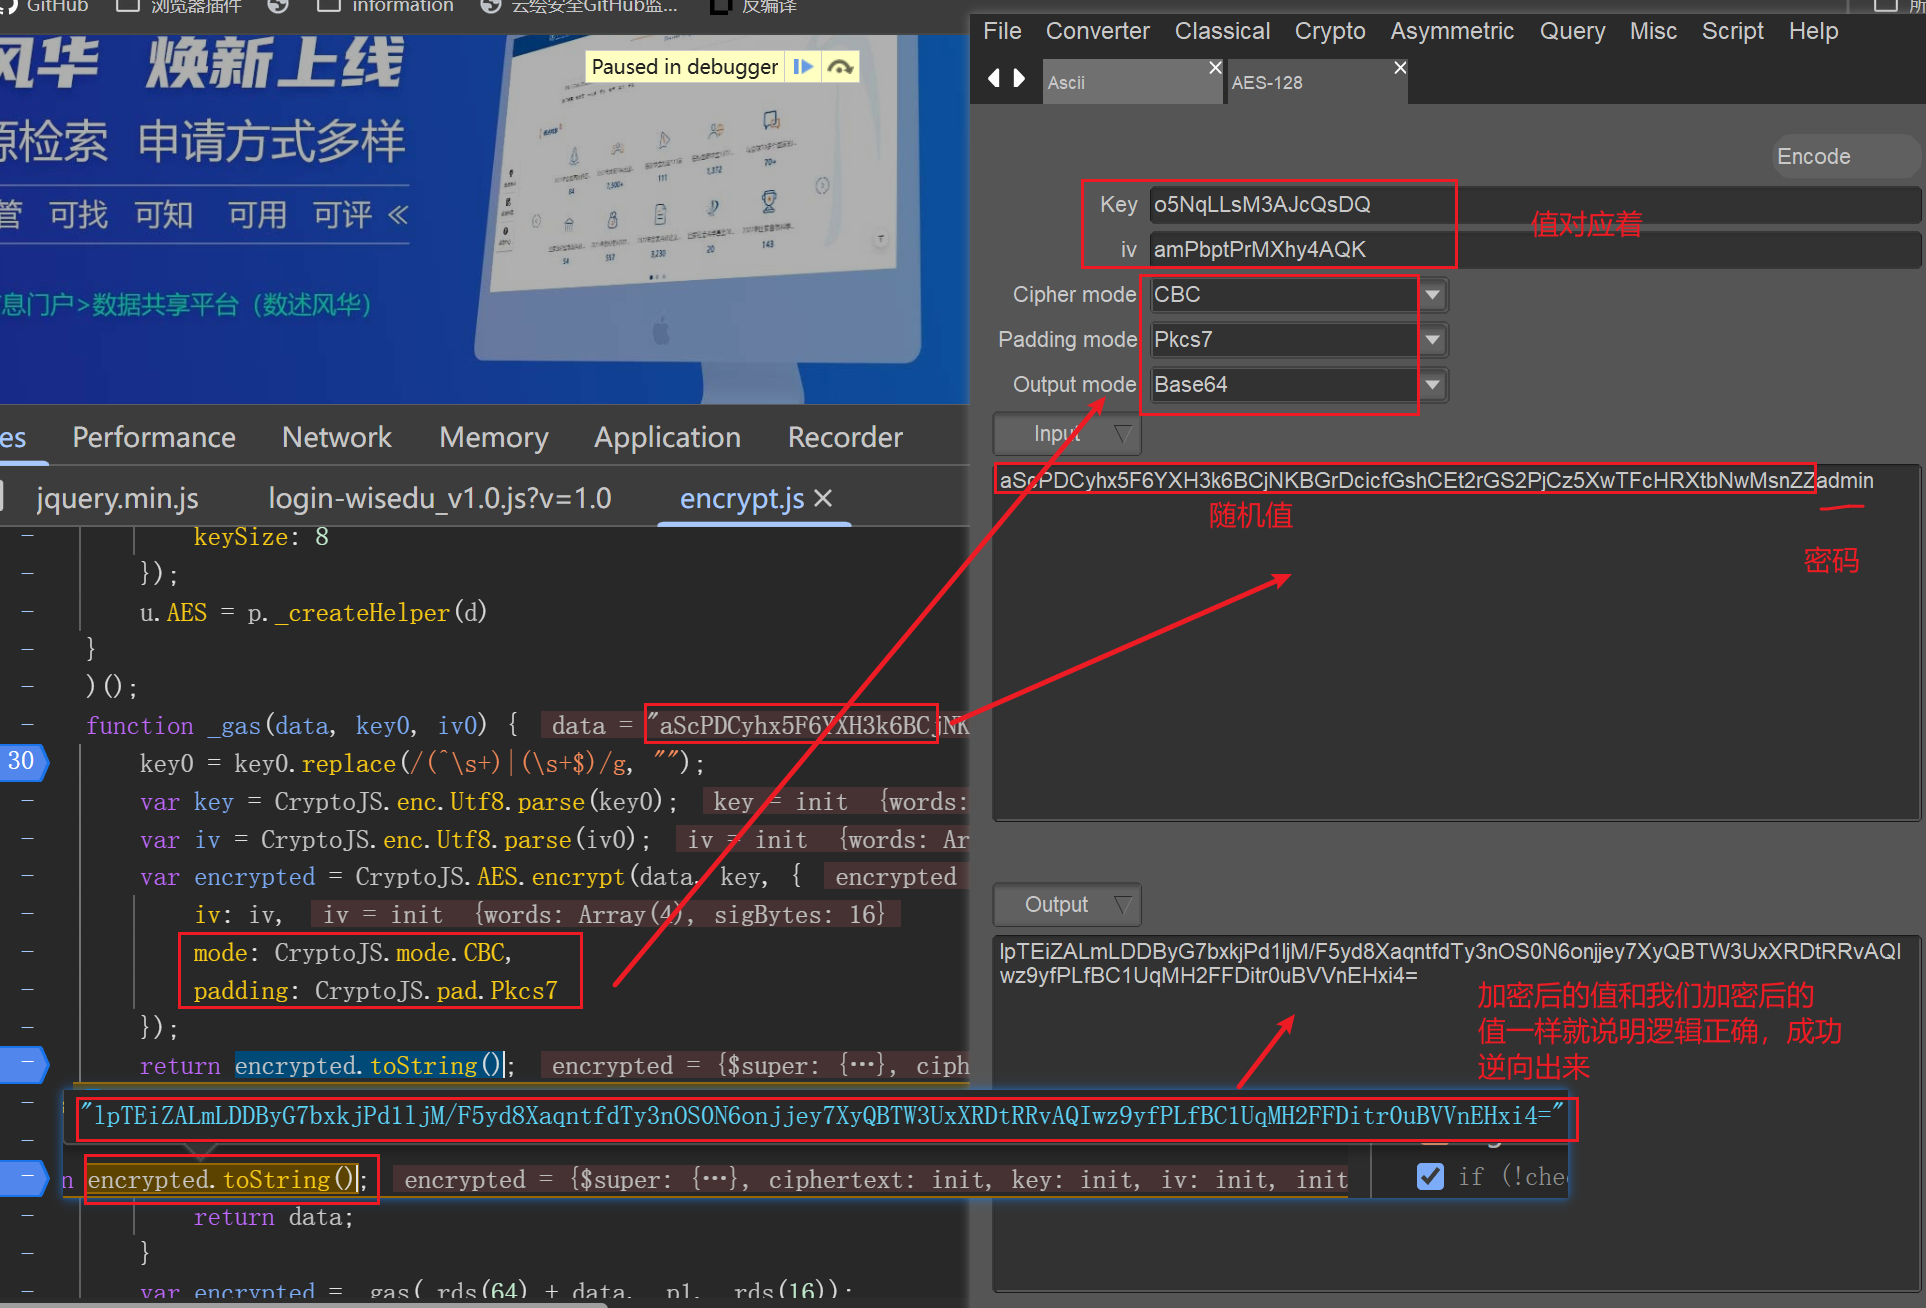 GitHub
浏览器插件
information
云绘安全GitHub监...
反编译
风华 焕新上线
源检索 申请方式多样
管 可找 可知 可用 可评 «
息门户>数据共享平台（数述风华）
Paused in debugger
File Converter Classical Crypto Asymmetric Query Misc Script Help
Ascii
AES-128
Encode
Key o5NqLLsM3AJcQsDQ
值对应着
iv amPbptPrMXhy4AQK
Cipher mode CBC
Padding mode Pkcs7
Output mode Base64
Input
aScPDCyhx5F6YXH3k6BCjNKBGrDcicfGshCEt2rGS2PjCz5XwTFcHRXtbNwMsnZZadmin
随机值
密码
Output
lpTEiZALmLDDByG7bxkjPd1ljM/F5yd8XaqntfdTy3nOS0N6onjjey7XyQBTW3UxXRDtRRvAQI
wz9yfPLfBC1UqMH2FFDitr0uBVVnEHxi4=
加密后的值和我们加密后的
值一样就说明逻辑正确，成功
逆向出来
es Performance Network Memory Application Recorder
jquery.min.js login-wisedu_v1.0.js?v=1.0 encrypt.js ×
keySize: 8
});
u.AES = p._createHelper(d)
}
)();
function _gas(data, key0, iv0) { data = "aScPDCyhx5F6YXH3k6BCjNK
30
key0 = key0.replace(/(^\s+)|(\s+$)/g, "");
var key = CryptoJS.enc.Utf8.parse(key0); key = init {words:
var iv = CryptoJS.enc.Utf8.parse(iv0); iv = init {words: Ar
var encrypted = CryptoJS.AES.encrypt(data, key, { encrypted
iv: iv, iv = init {words: Array(4), sigBytes: 16}
mode: CryptoJS.mode.CBC,
padding: CryptoJS.pad.Pkcs7
});
return encrypted.toString(); encrypted = {$super: {…}, ciph
"lpTEiZALmLDDByG7bxkjPd1ljM/F5yd8XaqntfdTy3nOS0N6onjjey7XyQBTW3UxXRDtRRvAQIwz9yfPLfBC1UqMH2FFDitr0uBVVnEHxi4="
n encrypted.toString(); encrypted = {$super: {…}, ciphertext: init, key: init, iv: init, init
if (!che
return data;
}
var encrypted = _gas(_rds(64) + data, _p1, _rds(16));